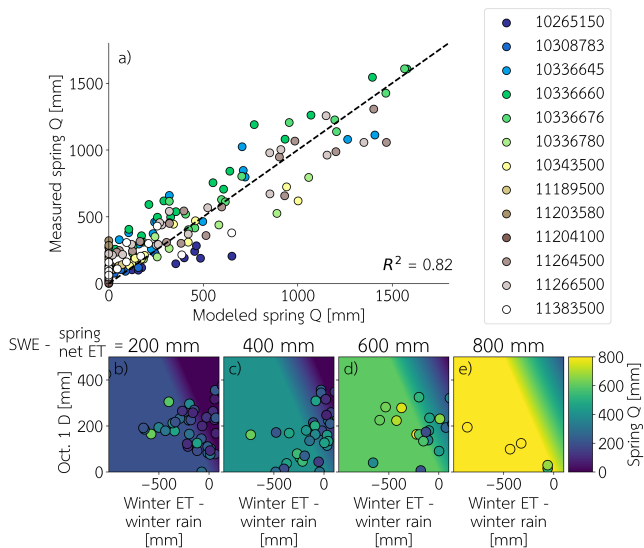 a)
Measured spring Q [mm]
1500
1000
500
0
0 500 1000 1500
Modeled spring Q [mm]
R² = 0.82
10265150
10308783
10336645
10336660
10336676
10336780
10343500
11189500
11203580
11204100
11264500
11266500
11383500
SWE - spring net ET = 200 mm 400 mm 600 mm 800 mm
b) c) d) e)
Oct. 1 D [mm]
400
200
0
−500 0 −500 0 −500 0 −500 0
Winter ET - Winter ET - Winter ET - Winter ET -
winter rain winter rain winter rain winter rain
[mm] [mm] [mm] [mm]
800
600
400
200
0
Spring Q [mm]